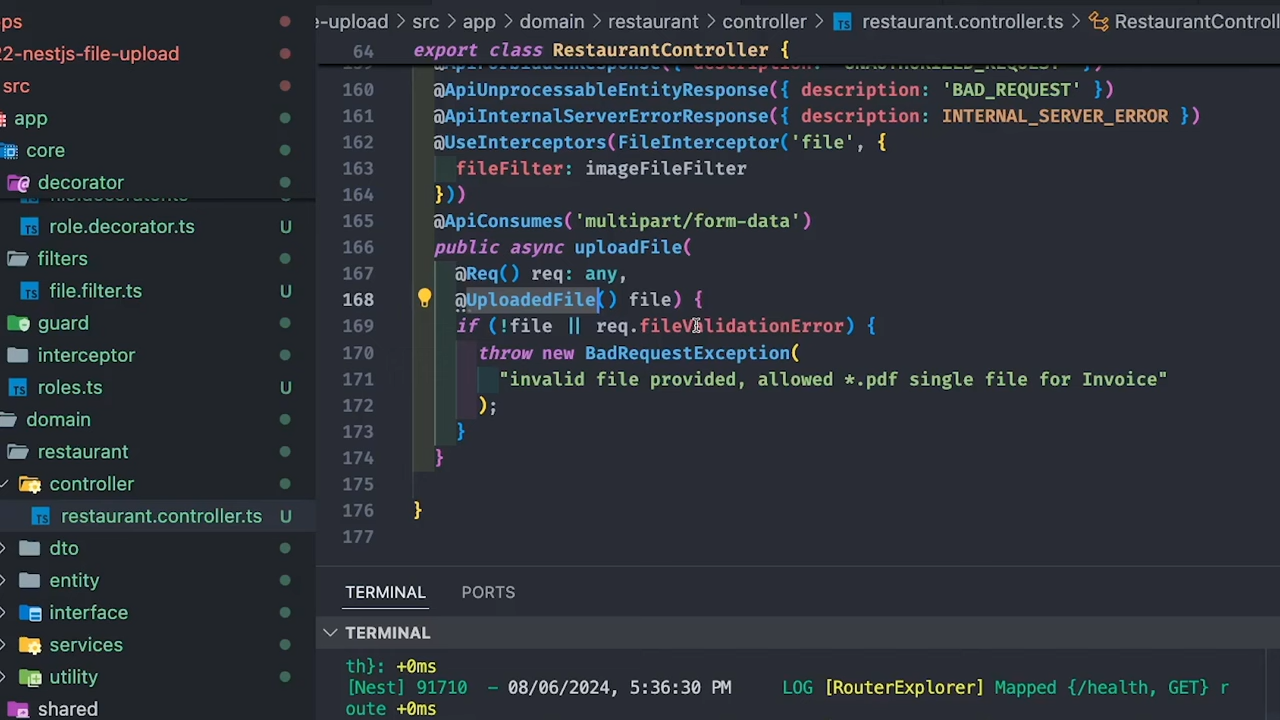 ps
2-nestjs-file-upload
src
app
core
decorator
role.decorator.ts U
filters
file.filter.ts U
guard
interceptor
roles.ts U
domain
restaurant
controller
restaurant.controller.ts U
dto
entity
interface
services
utility
shared
e-upload > src > app > domain > restaurant > controller > TS restaurant.controller.ts > RestaurantControll
64 export class RestaurantController {
160 @ApiUnprocessableEntityResponse({ description: 'BAD_REQUEST' })
161 @ApiInternalServerErrorResponse({ description: INTERNAL_SERVER_ERROR })
162 @UseInterceptors(FileInterceptor('file', {
163 fileFilter: imageFileFilter
164 }))
165 @ApiConsumes('multipart/form-data')
166 public async uploadFile(
167 @Req() req: any,
168 @UploadedFile() file) {
169 if (!file || req.fileValidationError) {
170 throw new BadRequestException(
171 "invalid file provided, allowed *.pdf single file for Invoice"
172 );
173 }
174 }
175
176 }
177
TERMINAL PORTS
TERMINAL
th}: +0ms
[Nest] 91710 - 08/06/2024, 5:36:30 PM LOG [RouterExplorer] Mapped {/health, GET} r
oute +0ms